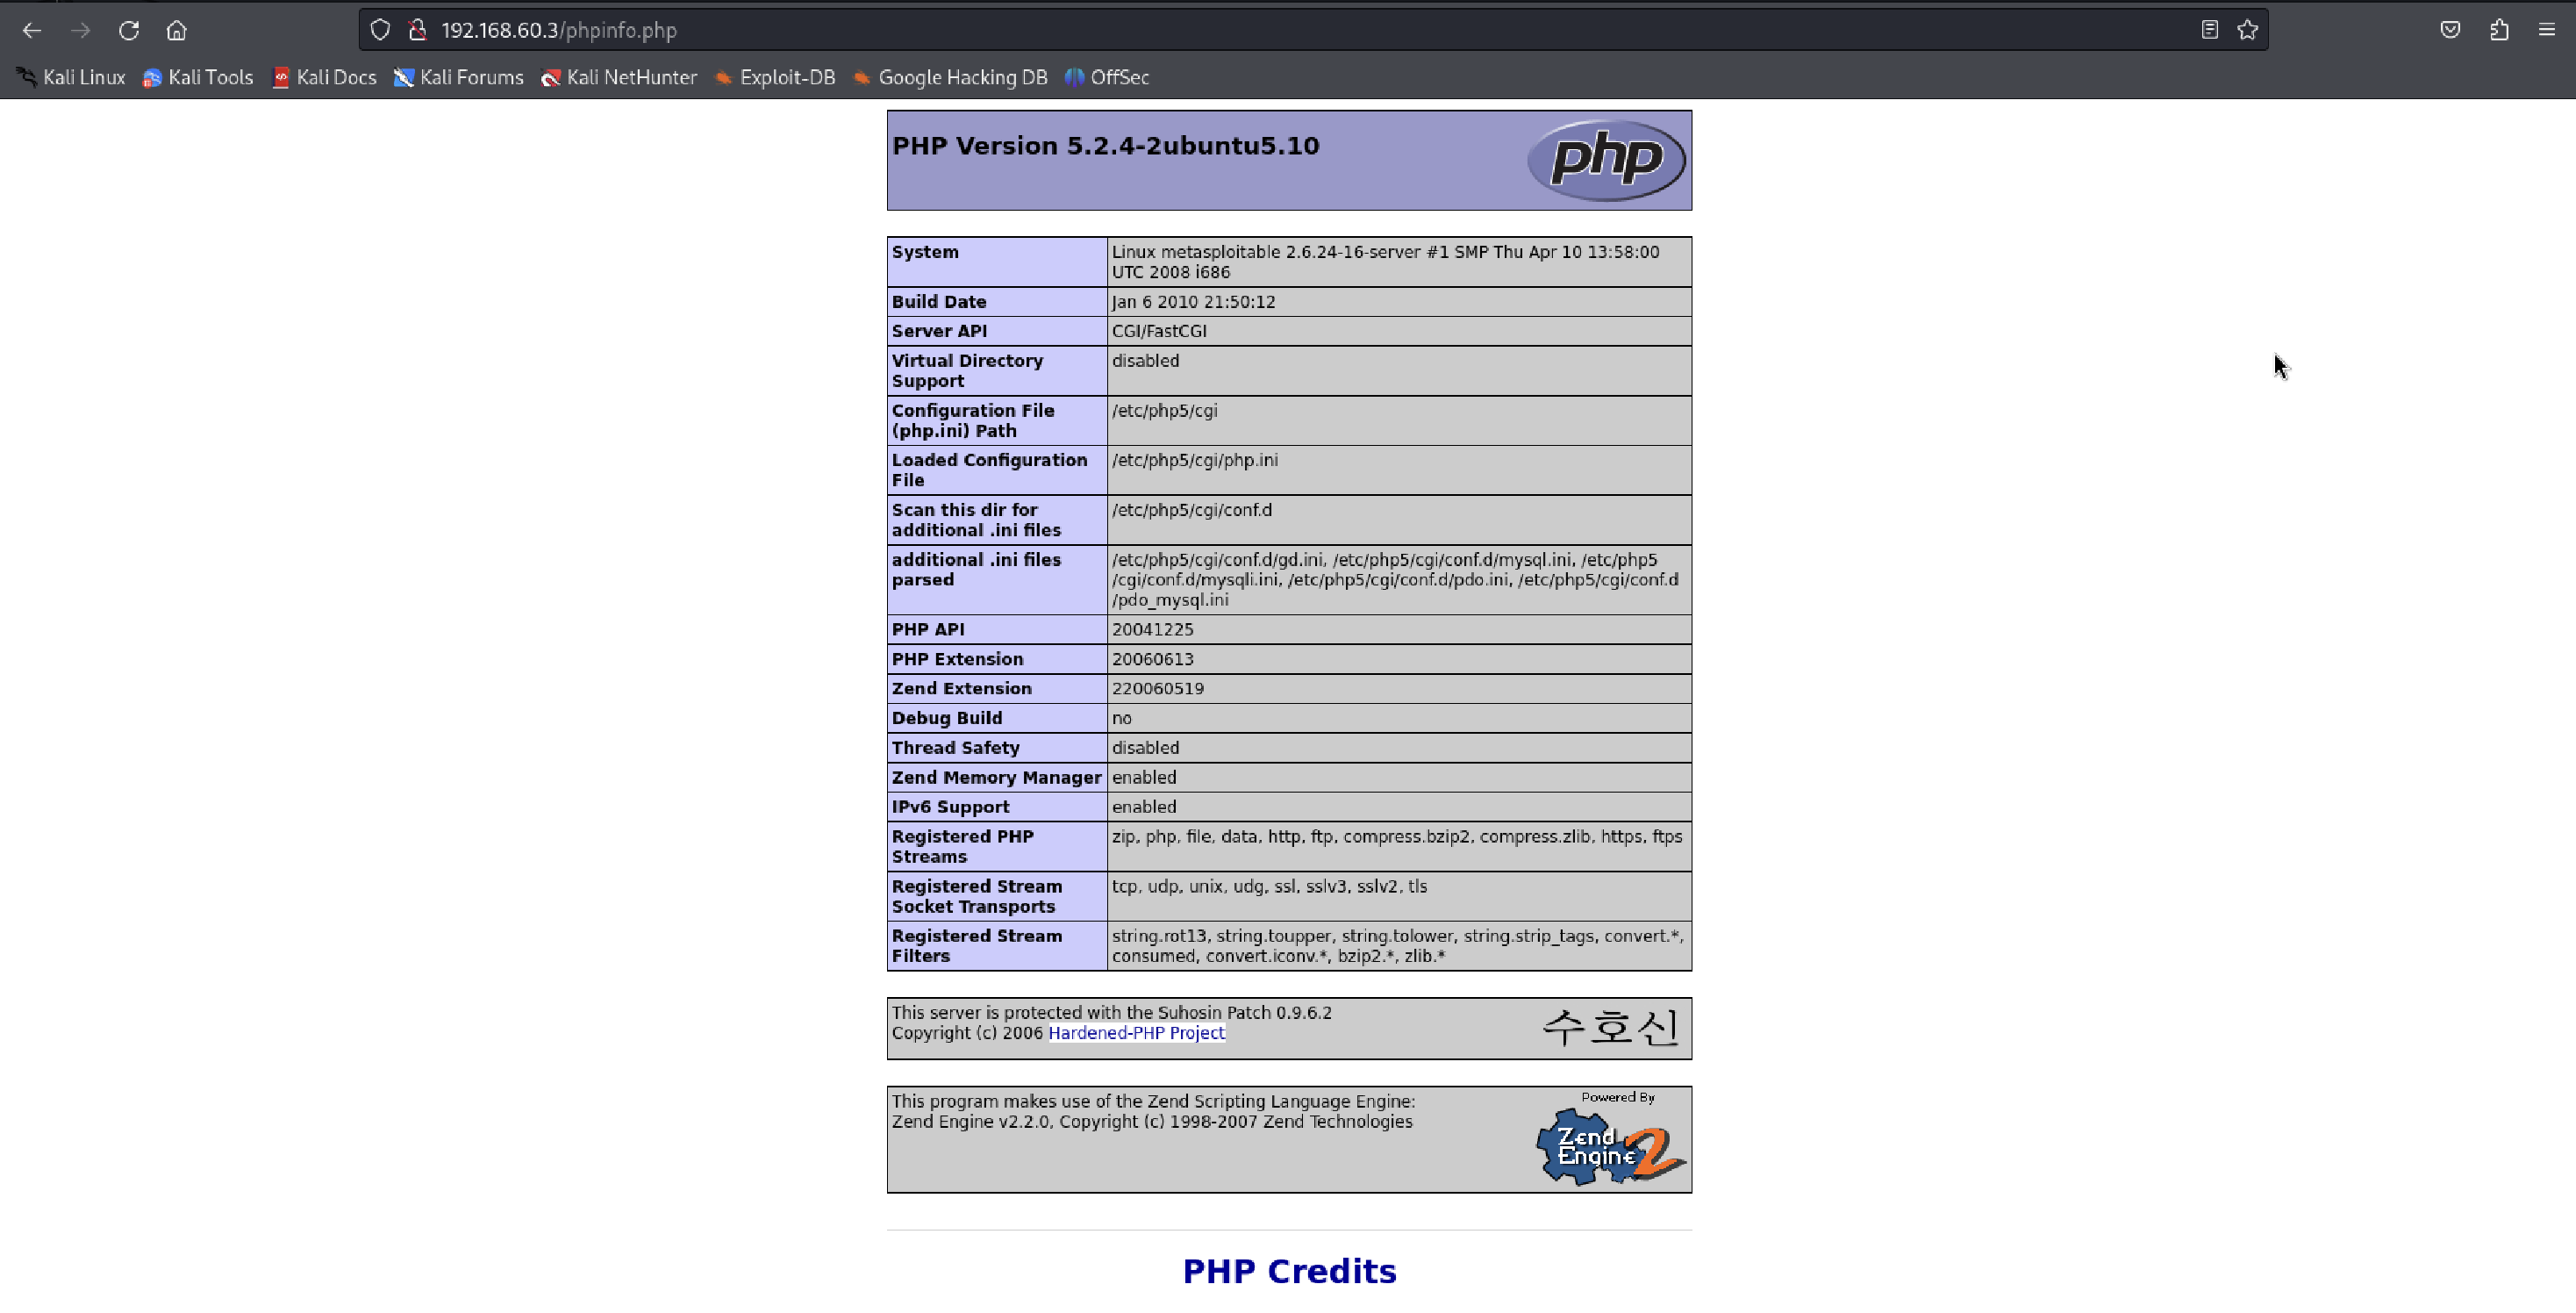 192.168.60.3/phpinfo.php
Kali Linux Kali Tools Kali Docs Kali Forums Kali NetHunter Exploit-DB Google Hacking DB OffSec
PHP Version 5.2.4-2ubuntu5.10
php
System Linux metasploitable 2.6.24-16-server #1 SMP Thu Apr 10 13:58:00
UTC 2008 i686
Build Date Jan 6 2010 21:50:12
Server API CGI/FastCGI
Virtual Directory disabled
Support
Configuration File /etc/php5/cgi
(php.ini) Path
Loaded Configuration /etc/php5/cgi/php.ini
File
Scan this dir for /etc/php5/cgi/conf.d
additional .ini files
additional .ini files /etc/php5/cgi/conf.d/gd.ini, /etc/php5/cgi/conf.d/mysql.ini, /etc/php5
parsed /cgi/conf.d/mysqli.ini, /etc/php5/cgi/conf.d/pdo.ini, /etc/php5/cgi/conf.d
/pdo_mysql.ini
PHP API 20041225
PHP Extension 20060613
Zend Extension 220060519
Debug Build no
Thread Safety disabled
Zend Memory Manager enabled
IPv6 Support enabled
Registered PHP zip, php, file, data, http, ftp, compress.bzip2, compress.zlib, https, ftps
Streams
Registered Stream tcp, udp, unix, udg, ssl, sslv3, sslv2, tls
Socket Transports
Registered Stream string.rot13, string.toupper, string.tolower, string.strip_tags, convert.*,
Filters consumed, convert.iconv.*, bzip2.*, zlib.*
This server is protected with the Suhosin Patch 0.9.6.2
Copyright (c) 2006 Hardened-PHP Project
수호신
This program makes use of the Zend Scripting Language Engine:
Zend Engine v2.2.0, Copyright (c) 1998-2007 Zend Technologies
Powered By
Zend
Engine 2
PHP Credits